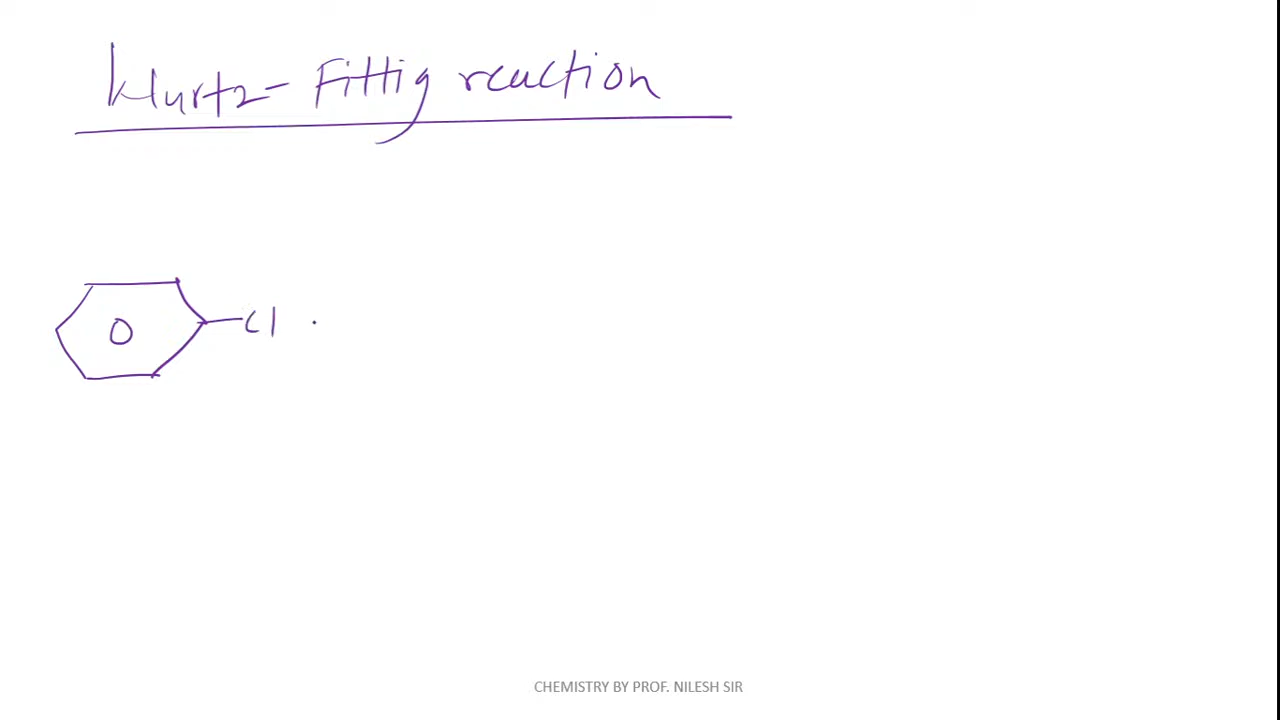 Wurtz- Fittig reaction
O
Cl .
CHEMISTRY BY PROF. NILESH SIR